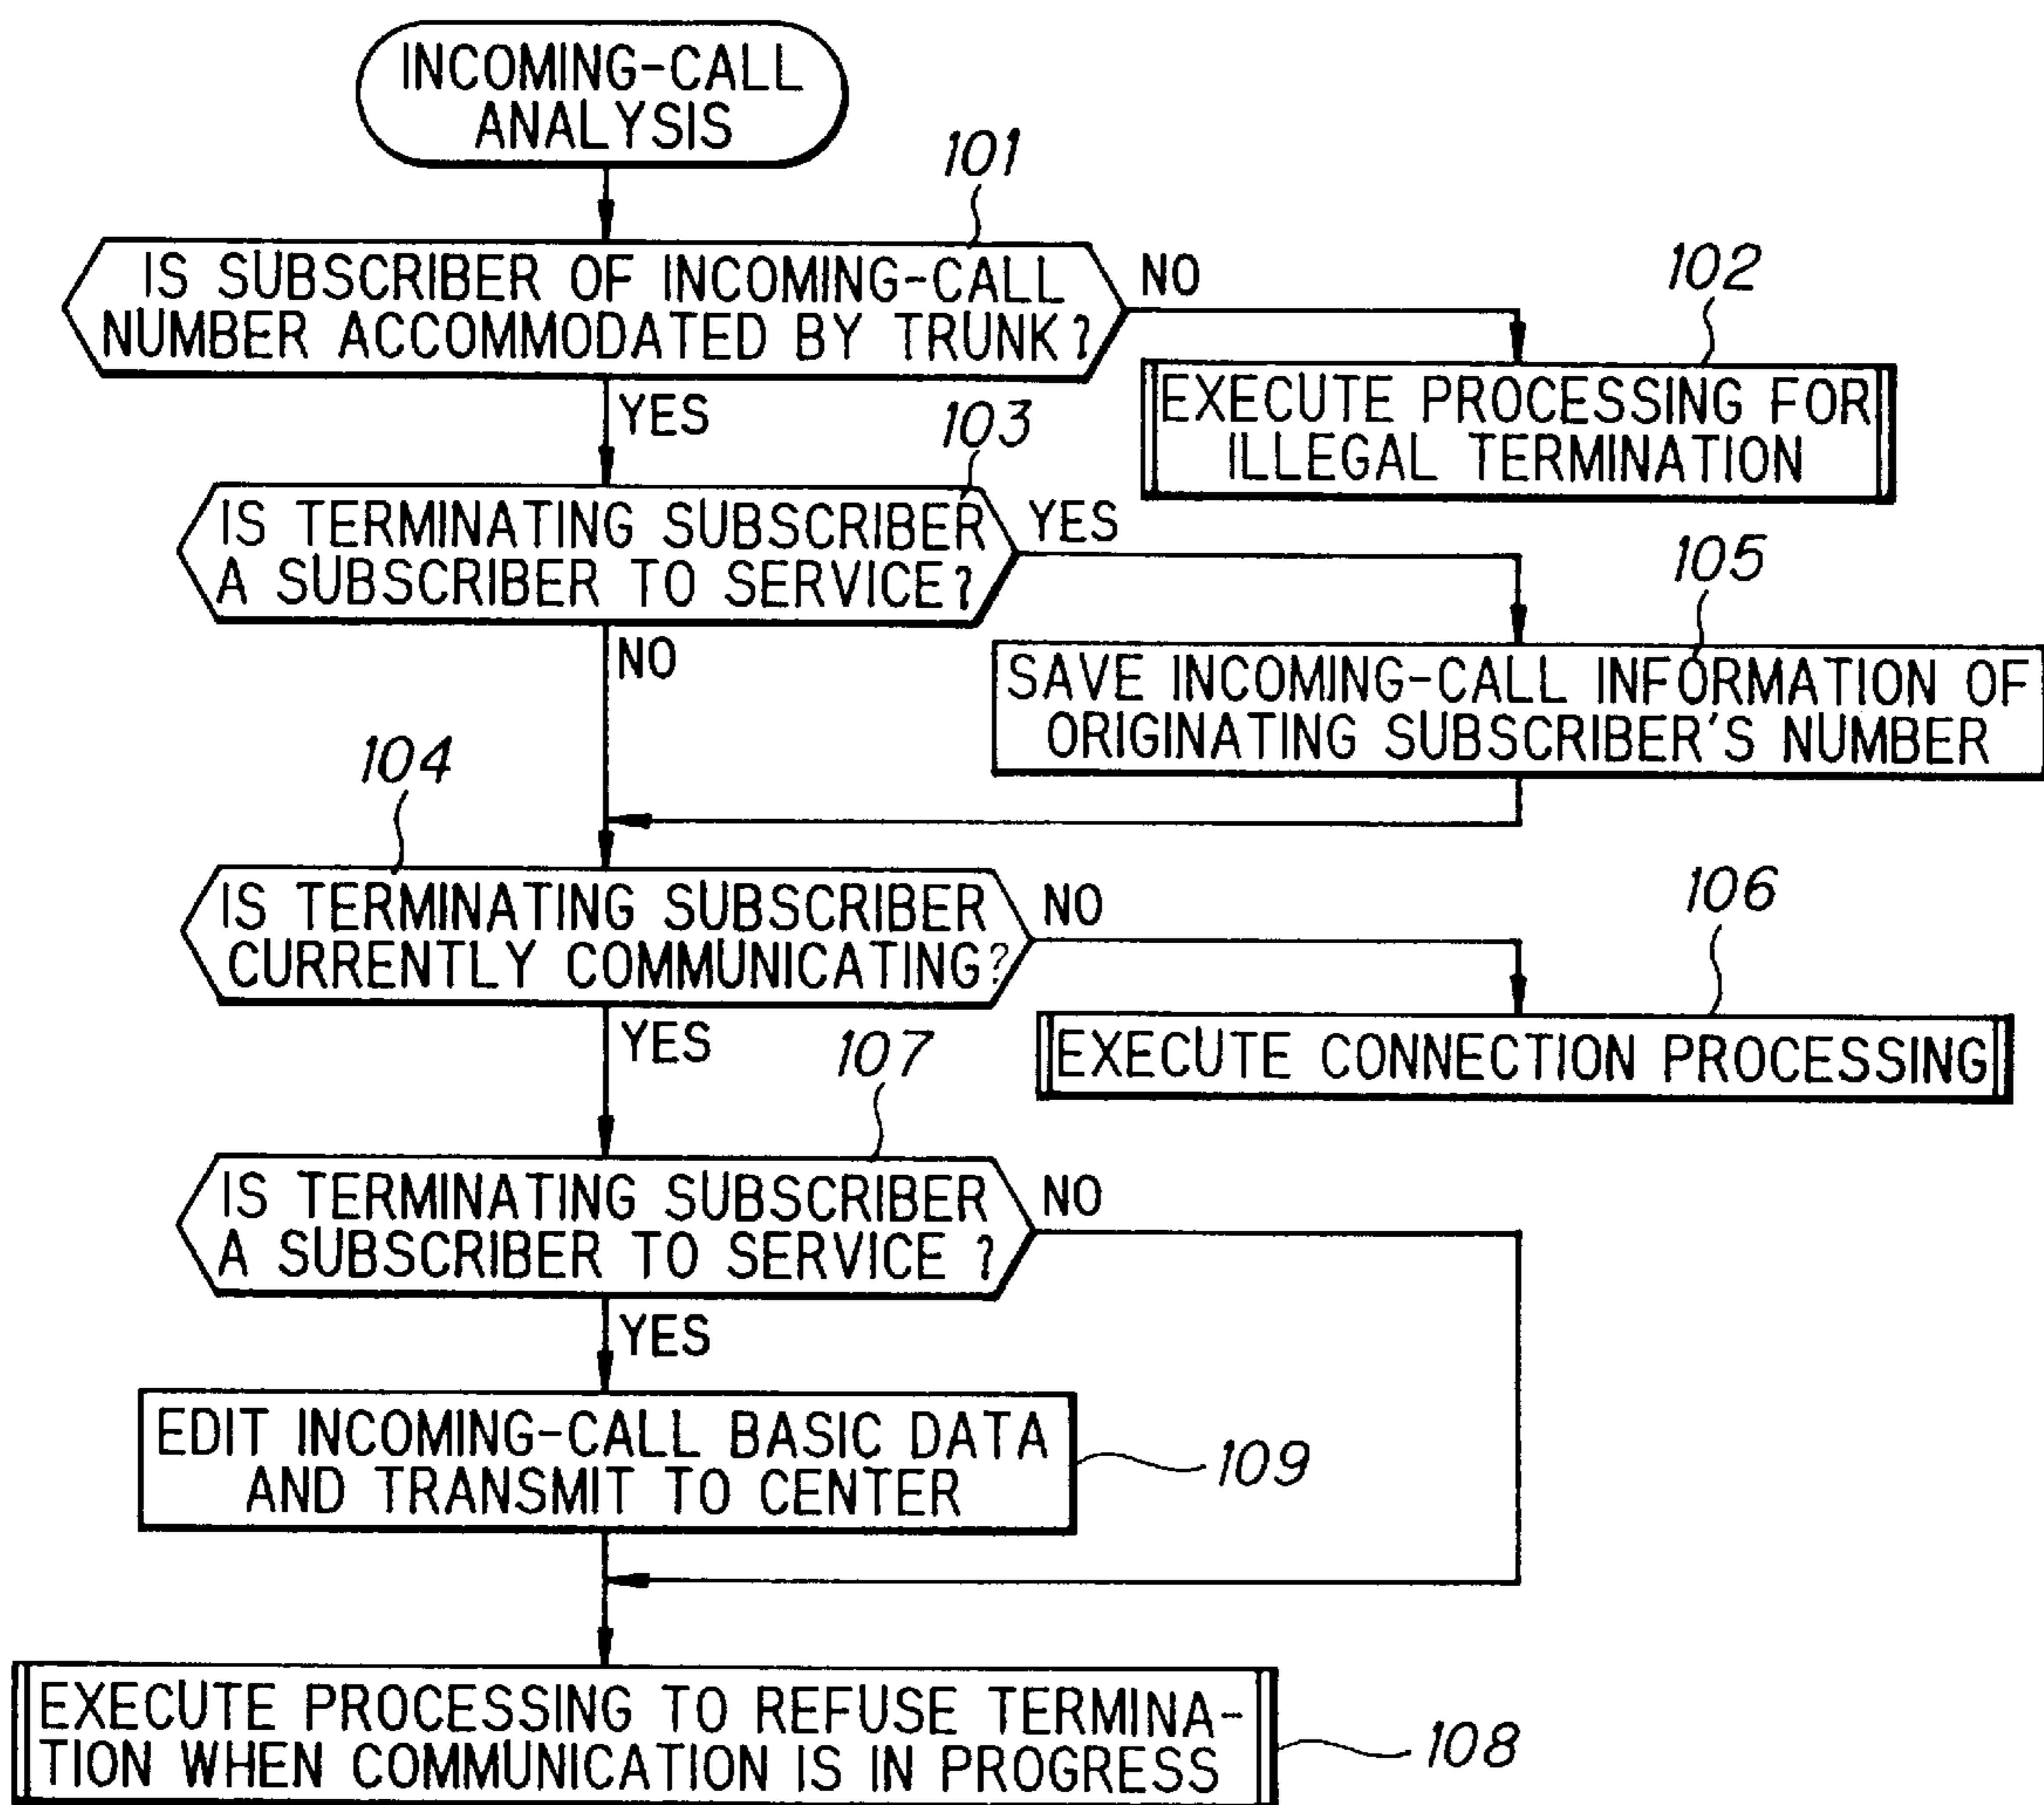 INCOMING-CALL
ANALYSIS
101
IS SUBSCRIBER OF INCOMING-CALL
NUMBER ACCOMMODATED BY TRUNK?
NO
102
EXECUTE PROCESSING FOR
ILLEGAL TERMINATION
YES
103
IS TERMINATING SUBSCRIBER
A SUBSCRIBER TO SERVICE?
YES
105
SAVE INCOMING-CALL INFORMATION OF
ORIGINATING SUBSCRIBER'S NUMBER
NO
104
IS TERMINATING SUBSCRIBER
CURRENTLY COMMUNICATING?
NO
106
EXECUTE CONNECTION PROCESSING
YES
107
IS TERMINATING SUBSCRIBER
A SUBSCRIBER TO SERVICE ?
NO
YES
EDIT INCOMING-CALL BASIC DATA
AND TRANSMIT TO CENTER
109
EXECUTE PROCESSING TO REFUSE TERMINA-
TION WHEN COMMUNICATION IS IN PROGRESS
108